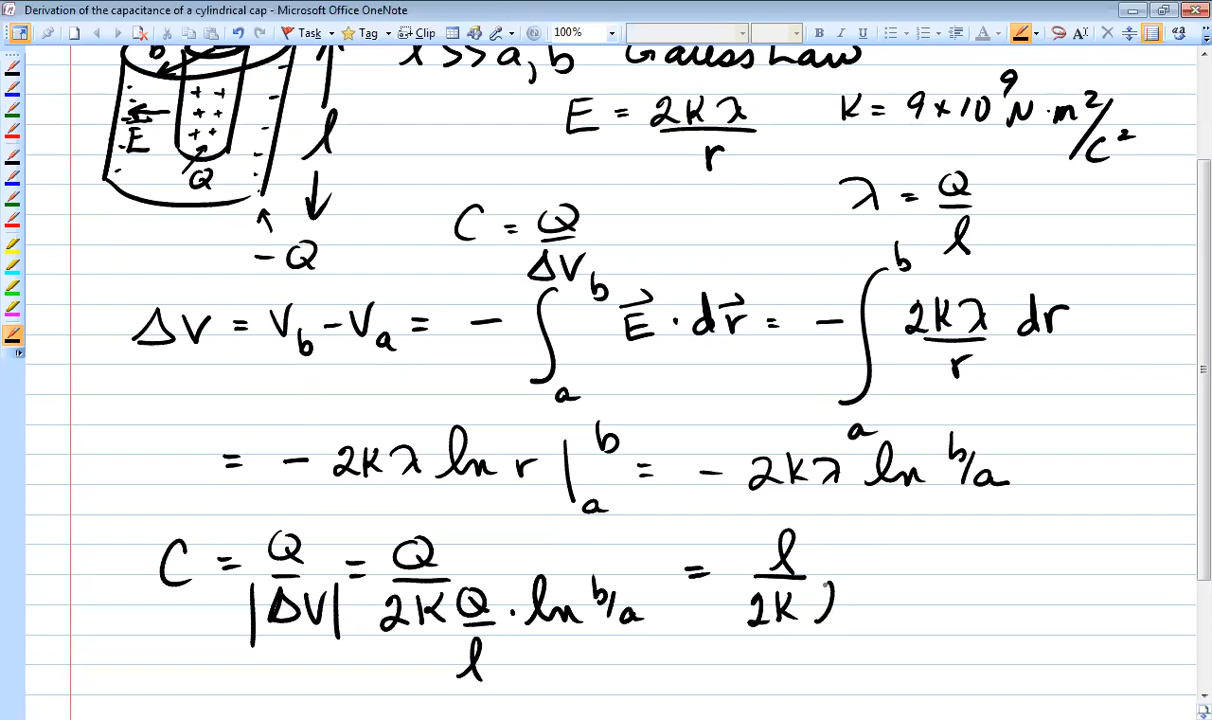 Derivation of the capacitance of a cylindrical cap - Microsoft Office OneNote
Task Tag Clip 100% B I U
b l >> a, b Gauss Law
E = 2Kλ/r K = 9 × 10⁹ N · m²/C²
E l
Q
λ = Q/l
C = Q/ΔV
- Q
ΔV = V_b - V_a = - ∫_a^b E⃗ · dr⃗ = - ∫_a^b 2Kλ/r dr
= - 2Kλ ln r |_a^b = - 2Kλ ln b/a
C = Q/|ΔV| = Q/(2K Q/l · ln b/a) = l/2K